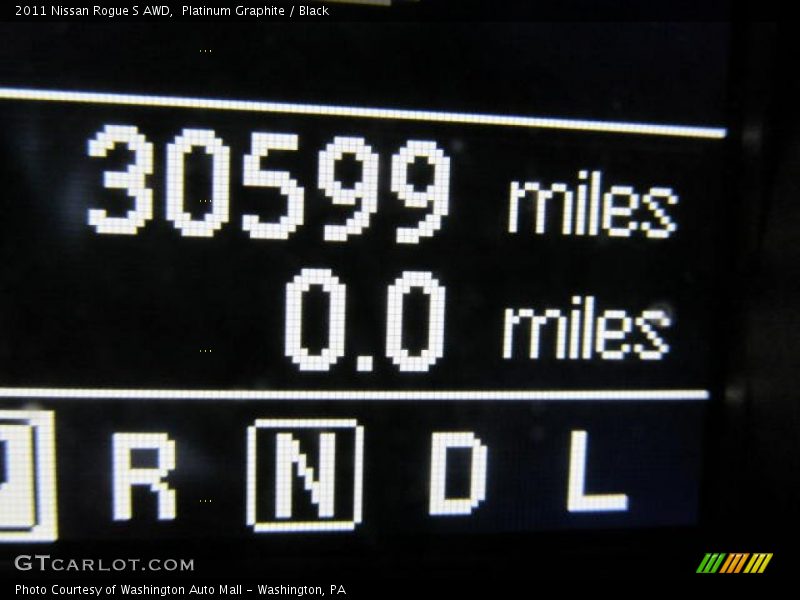 2011 Nissan Rogue S AWD,  Platinum Graphite / Black
30599 miles
0.0 miles
R N D L
GTCARLOT.COM
Photo Courtesy of Washington Auto Mall - Washington, PA